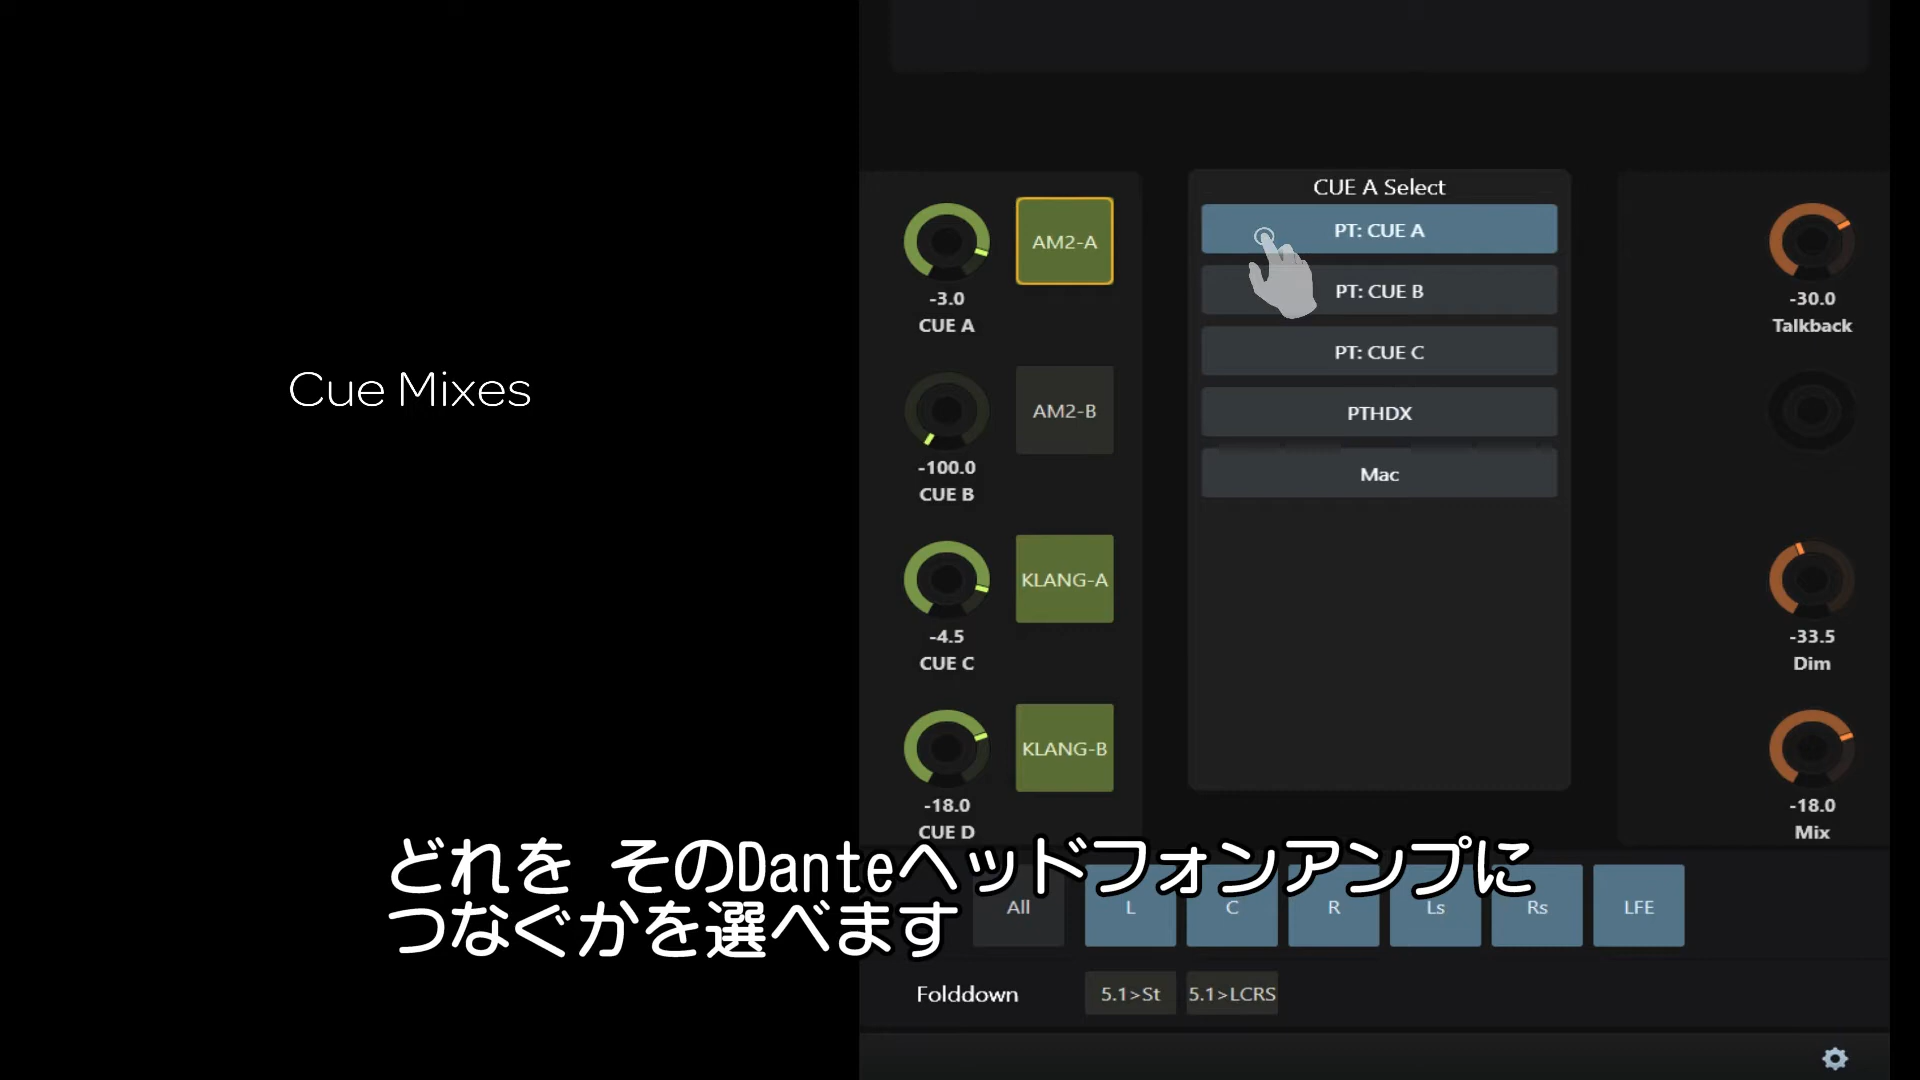 Cue Mixes
AM2-A
-3.0
CUE A
AM2-B
-100.0
CUE B
KLANG-A
-4.5
CUE C
KLANG-B
-18.0
CUE D
CUE A Select
PT: CUE A
PT: CUE B
PT: CUE C
PTHDX
Mac
-30.0
Talkback
-33.5
Dim
-18.0
Mix
どれを そのDanteヘッドフォンアンプに
つなぐかを選べます
All L C R Ls Rs LFE
Folddown 5.1>St 5.1>LCRS